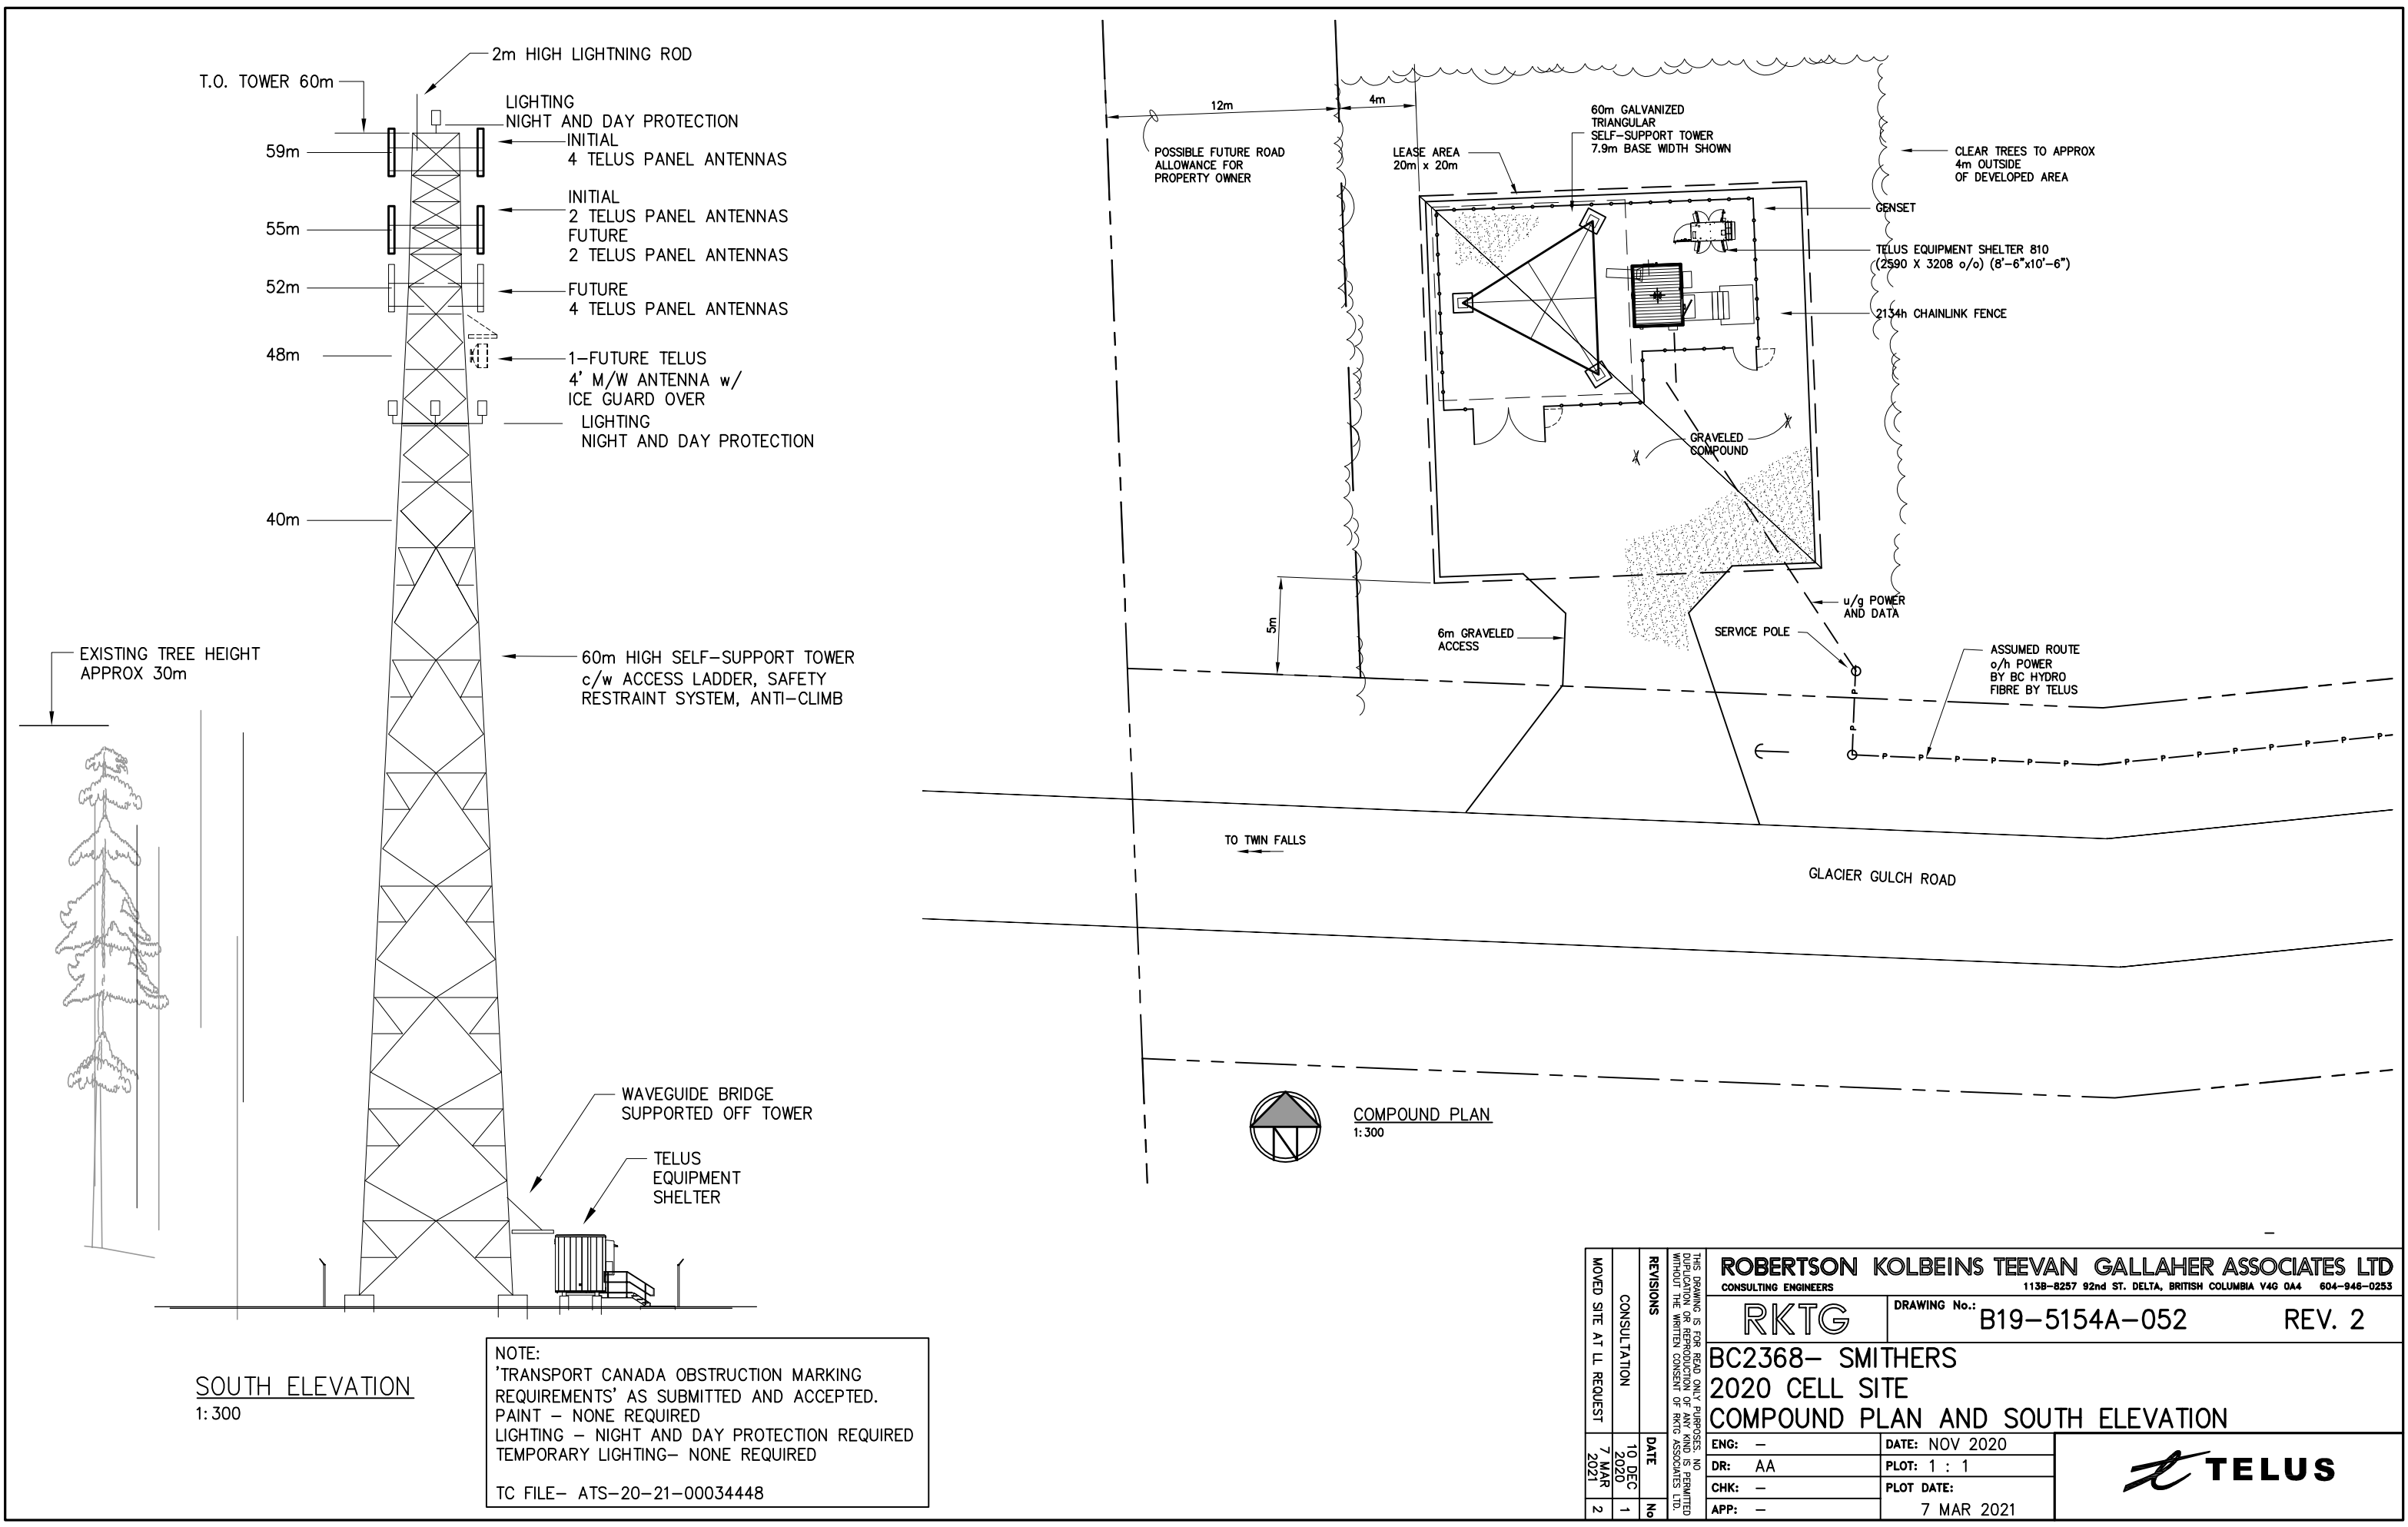 2m HIGH LIGHTNING ROD
T.O. TOWER 60m
LIGHTING
NIGHT AND DAY PROTECTION
59m
INITIAL
4 TELUS PANEL ANTENNAS
55m
INITIAL
2 TELUS PANEL ANTENNAS
FUTURE
2 TELUS PANEL ANTENNAS
52m
FUTURE
4 TELUS PANEL ANTENNAS
48m
1-FUTURE TELUS
4' M/W ANTENNA w/
ICE GUARD OVER
LIGHTING
NIGHT AND DAY PROTECTION
40m
EXISTING TREE HEIGHT
APPROX 30m
60m HIGH SELF-SUPPORT TOWER
c/w ACCESS LADDER, SAFETY
RESTRAINT SYSTEM, ANTI-CLIMB
WAVEGUIDE BRIDGE
SUPPORTED OFF TOWER
TELUS
EQUIPMENT
SHELTER
SOUTH ELEVATION
1:300
NOTE:
'TRANSPORT CANADA OBSTRUCTION MARKING
REQUIREMENTS' AS SUBMITTED AND ACCEPTED.
PAINT - NONE REQUIRED
LIGHTING - NIGHT AND DAY PROTECTION REQUIRED
TEMPORARY LIGHTING- NONE REQUIRED
TC FILE- ATS-20-21-00034448
12m
4m
POSSIBLE FUTURE ROAD
ALLOWANCE FOR
PROPERTY OWNER
LEASE AREA
20m x 20m
60m GALVANIZED
TRIANGULAR
SELF-SUPPORT TOWER
7.9m BASE WIDTH SHOWN
CLEAR TREES TO APPROX
4m OUTSIDE
OF DEVELOPED AREA
GENSET
TELUS EQUIPMENT SHELTER 810
(2590 X 3208 o/o) (8'-6"x10'-6")
2134h CHAINLINK FENCE
GRAVELED
COMPOUND
5m
6m GRAVELED
ACCESS
u/g POWER
AND DATA
SERVICE POLE
ASSUMED ROUTE
o/h POWER
BY BC HYDRO
FIBRE BY TELUS
P
P
P P P P P P P P P P P P P P
TO TWIN FALLS
GLACIER GULCH ROAD
N
COMPOUND PLAN
1:300
MOVED SITE AT LL REQUEST
7 MAR
2021
2
CONSULTATION
10 DEC
2020
1
REVISIONS
DATE
No
THIS DRAWING IS FOR READ ONLY PURPOSES. NO
DUPLICATION OR REPRODUCTION OF ANY KIND IS PERMITTED
WITHOUT THE WRITTEN CONSENT OF RKTG ASSOCIATES LTD.
ROBERTSON KOLBEINS TEEVAN GALLAHER ASSOCIATES LTD
CONSULTING ENGINEERS
113B-8257 92nd ST. DELTA, BRITISH COLUMBIA V4G 0A4 604-946-0253
RKTG
DRAWING No.: B19-5154A-052 REV. 2
BC2368- SMITHERS
2020 CELL SITE
COMPOUND PLAN AND SOUTH ELEVATION
ENG: -
DATE: NOV 2020
DR: AA
PLOT: 1 : 1
CHK: -
PLOT DATE:
APP: -
7 MAR 2021
TELUS